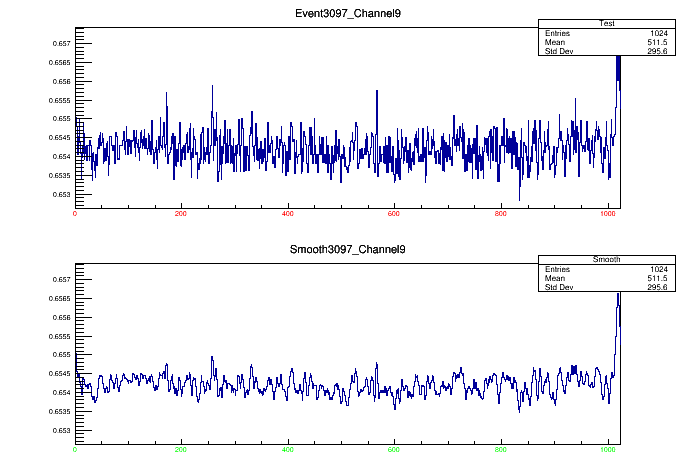 Event3097_Channel9
Test
Entries 1024
Mean 511.5
Std Dev 295.6
0.657
0.6565
0.656
0.6555
0.655
0.6545
0.654
0.6535
0.653
0 200 400 600 800 1000
Smooth3097_Channel9
Smooth
Entries 1024
Mean 511.5
Std Dev 295.6
0.657
0.6565
0.656
0.6555
0.655
0.6545
0.654
0.6535
0.653
0 200 400 600 800 1000